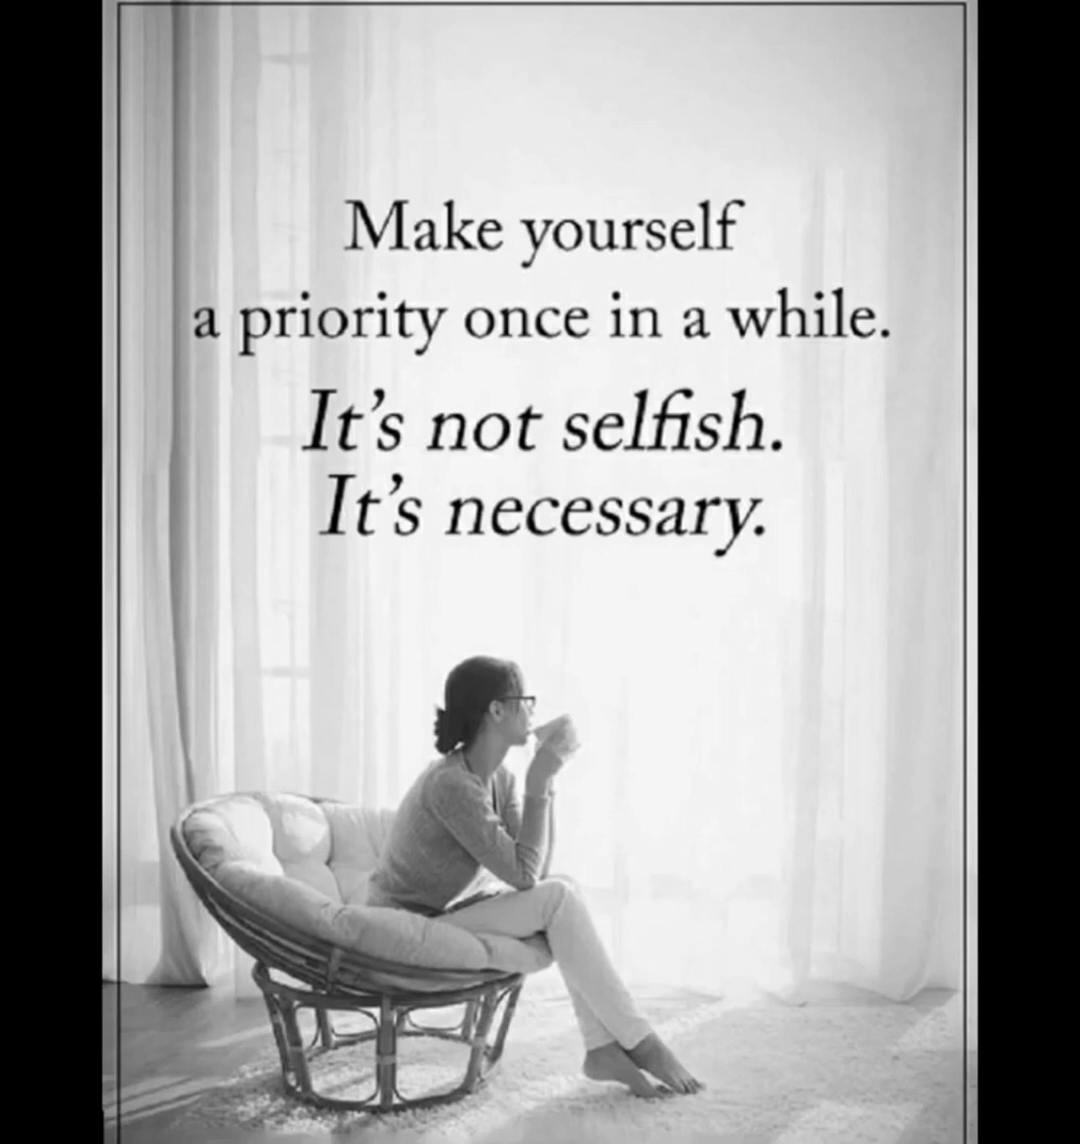 Make yourself
a priority once in a while.
It’s not selfish.
It’s necessary.